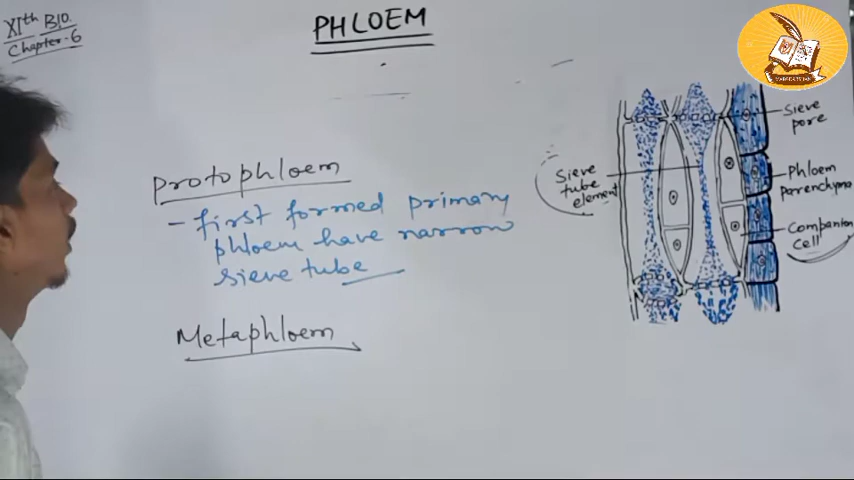 XIth BIO.
Chapter-6
PHLOEM
Protophloem
- first formed primary
phloem have narrow
sieve tube
Metaphloem
Sieve
pore
Sieve
tube
element
Phloem
parenchyma
Companion
cell